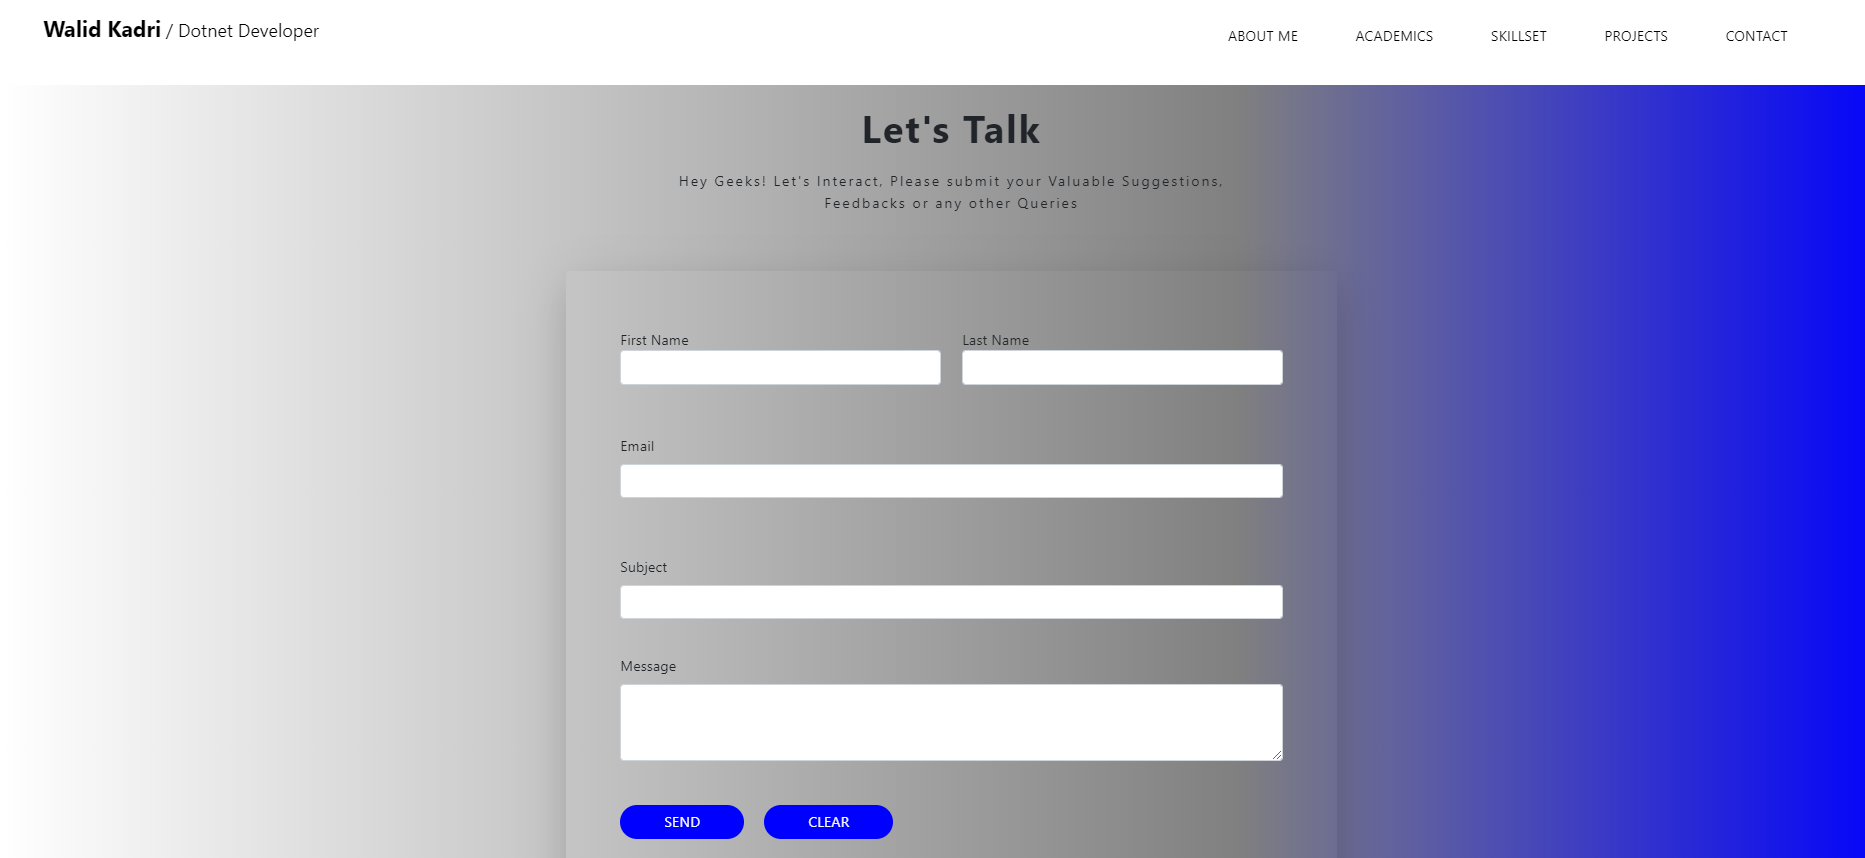 Walid Kadri / Dotnet Developer
ABOUT ME ACADEMICS SKILLSET PROJECTS CONTACT
Let's Talk
Hey Geeks! Let's Interact, Please submit your Valuable Suggestions,
Feedbacks or any other Queries
First Name Last Name
Email
Subject
Message
SEND CLEAR